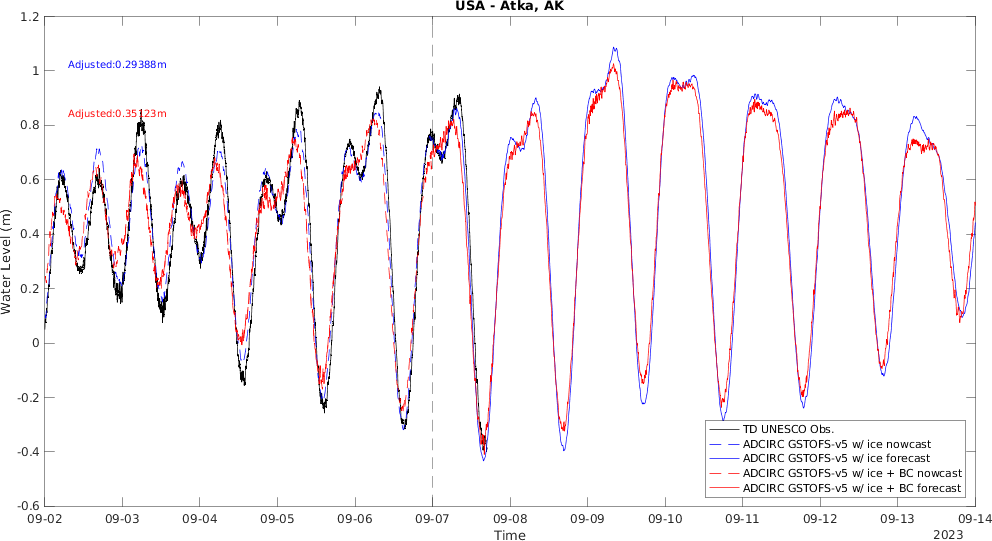 USA - Atka, AK
Adjusted:0.29388m
Adjusted:0.35123m
Water Level (m)
1.2
1
0.8
0.6
0.4
0.2
0
-0.2
-0.4
-0.6
TD UNESCO Obs.
ADCIRC GSTOFS-v5 w/ ice nowcast
ADCIRC GSTOFS-v5 w/ ice forecast
ADCIRC GSTOFS-v5 w/ ice + BC nowcast
ADCIRC GSTOFS-v5 w/ ice + BC forecast
09-02 09-03 09-04 09-05 09-06 09-07 09-08 09-09 09-10 09-11 09-12 09-13 09-14
Time
2023